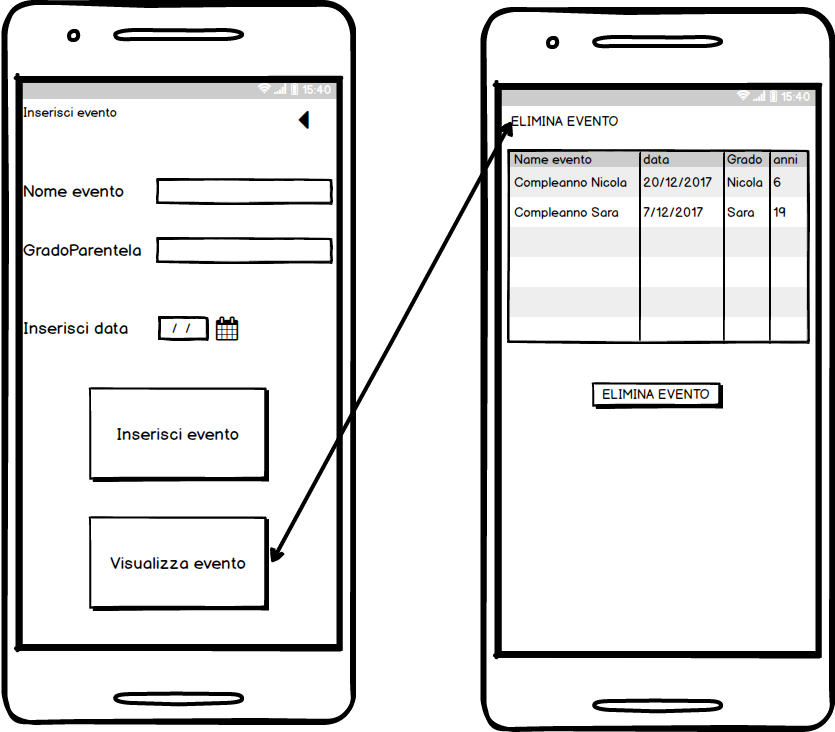 15:40
Inserisci evento
Nome evento
GradoParentela
Inserisci data / /
Inserisci evento
Visualizza evento
15:40
ELIMINA EVENTO
Name evento data Grado anni
Compleanno Nicola 20/12/2017 Nicola 6
Compleanno Sara 7/12/2017 Sara 19
ELIMINA EVENTO